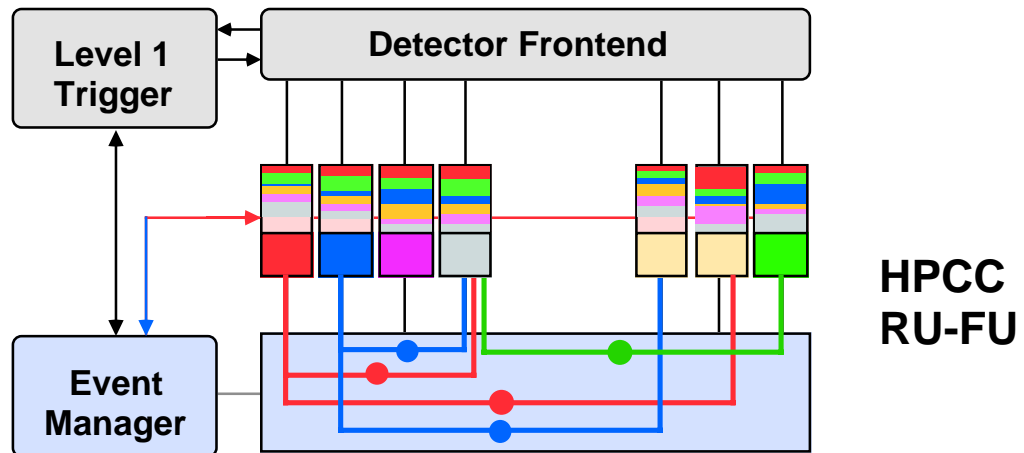 Level 1
Trigger
Detector Frontend
HPCC
RU-FU
Event
Manager